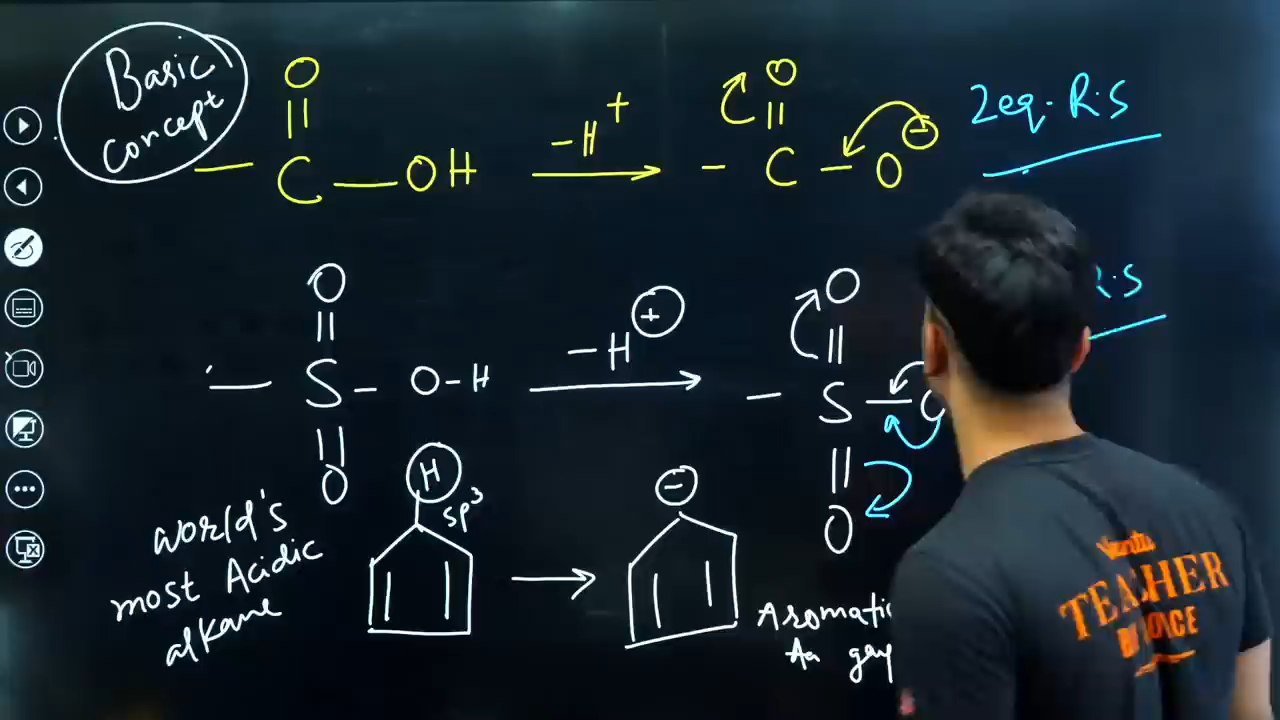 Basic
concept
O
||
— C — OH
-H+
O
||
- C - O⊖
2eq. R.S
O
||
— S - O-H
||
O
-H⊕
O
||
- S —
||
O
R.S
world's
most Acidic
alkane
H
sp³
⊖
Aromatic
TEACHER